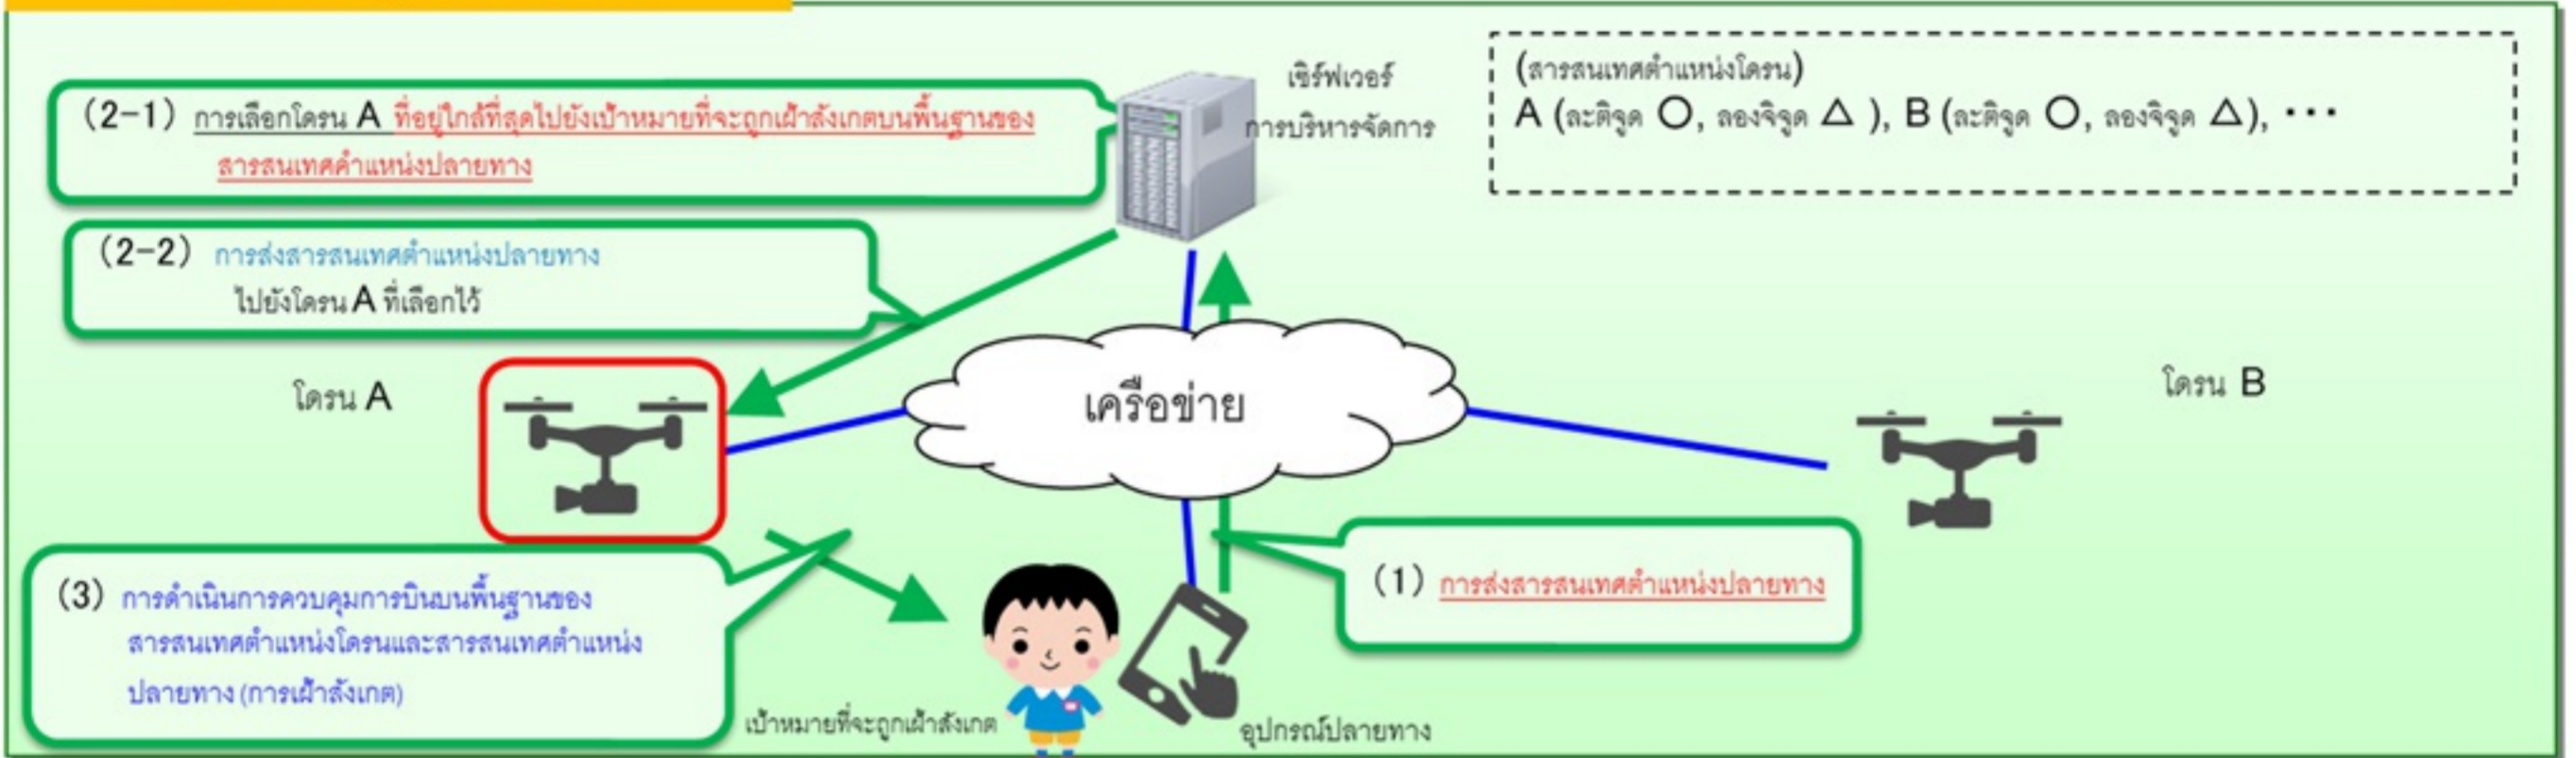 เซิร์ฟเวอร์
การบริหารจัดการ
(สารสนเทศตำแหน่งโดรน)
A (ละติจูด ○, ลองจิจูด △ ), B (ละติจูด ○, ลองจิจูด △), ･･･
(2-1) การเลือกโดรน A ที่อยู่ใกล้ที่สุดไปยังเป้าหมายที่จะถูกเฝ้าสังเกตบนพื้นฐานของ
สารสนเทศตำแหน่งปลายทาง
(2-2) การส่งสารสนเทศตำแหน่งปลายทาง
ไปยังโดรน A ที่เลือกไว้
โดรน A
เครือข่าย
โดรน B
(1) การส่งสารสนเทศตำแหน่งปลายทาง
(3) การดำเนินการควบคุมการบินบนพื้นฐานของ
สารสนเทศตำแหน่งโดรนและสารสนเทศตำแหน่ง
ปลายทาง (การเฝ้าสังเกต)
เป้าหมายที่จะถูกเฝ้าสังเกต
อุปกรณ์ปลายทาง